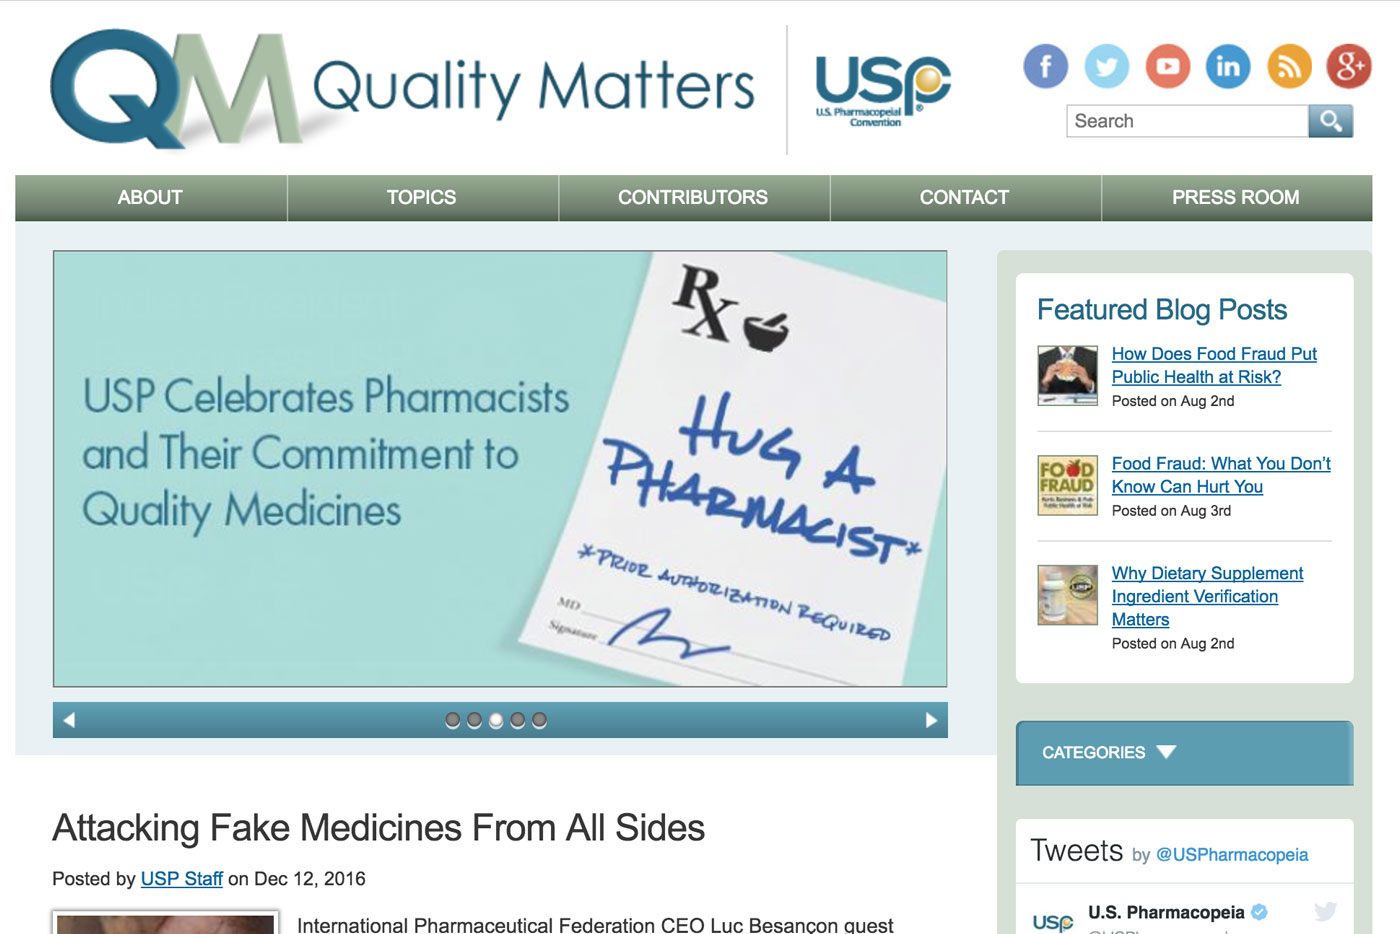 QM Quality Matters
USP®
U.S. Pharmacopeial
Convention
f
in
g+
Search
ABOUT
TOPICS
CONTRIBUTORS
CONTACT
PRESS ROOM
India's President
USP Celebrates Pharmacists
and Their Commitment to
Quality Medicines
Rx
HUG A
PHARMACIST*
*PRIOR AUTHORIZATION REQUIRED
MD
Signature
Featured Blog Posts
How Does Food Fraud Put
Public Health at Risk?
Posted on Aug 2nd
FOOD
FRAUD
Food Fraud: What You Don't
Know Can Hurt You
Posted on Aug 3rd
Why Dietary Supplement
Ingredient Verification
Matters
Posted on Aug 2nd
CATEGORIES
Attacking Fake Medicines From All Sides
Posted by USP Staff on Dec 12, 2016
International Pharmaceutical Federation CEO Luc Besançon guest
Tweets by @USPharmacopeia
USP
U.S. Pharmacopeia